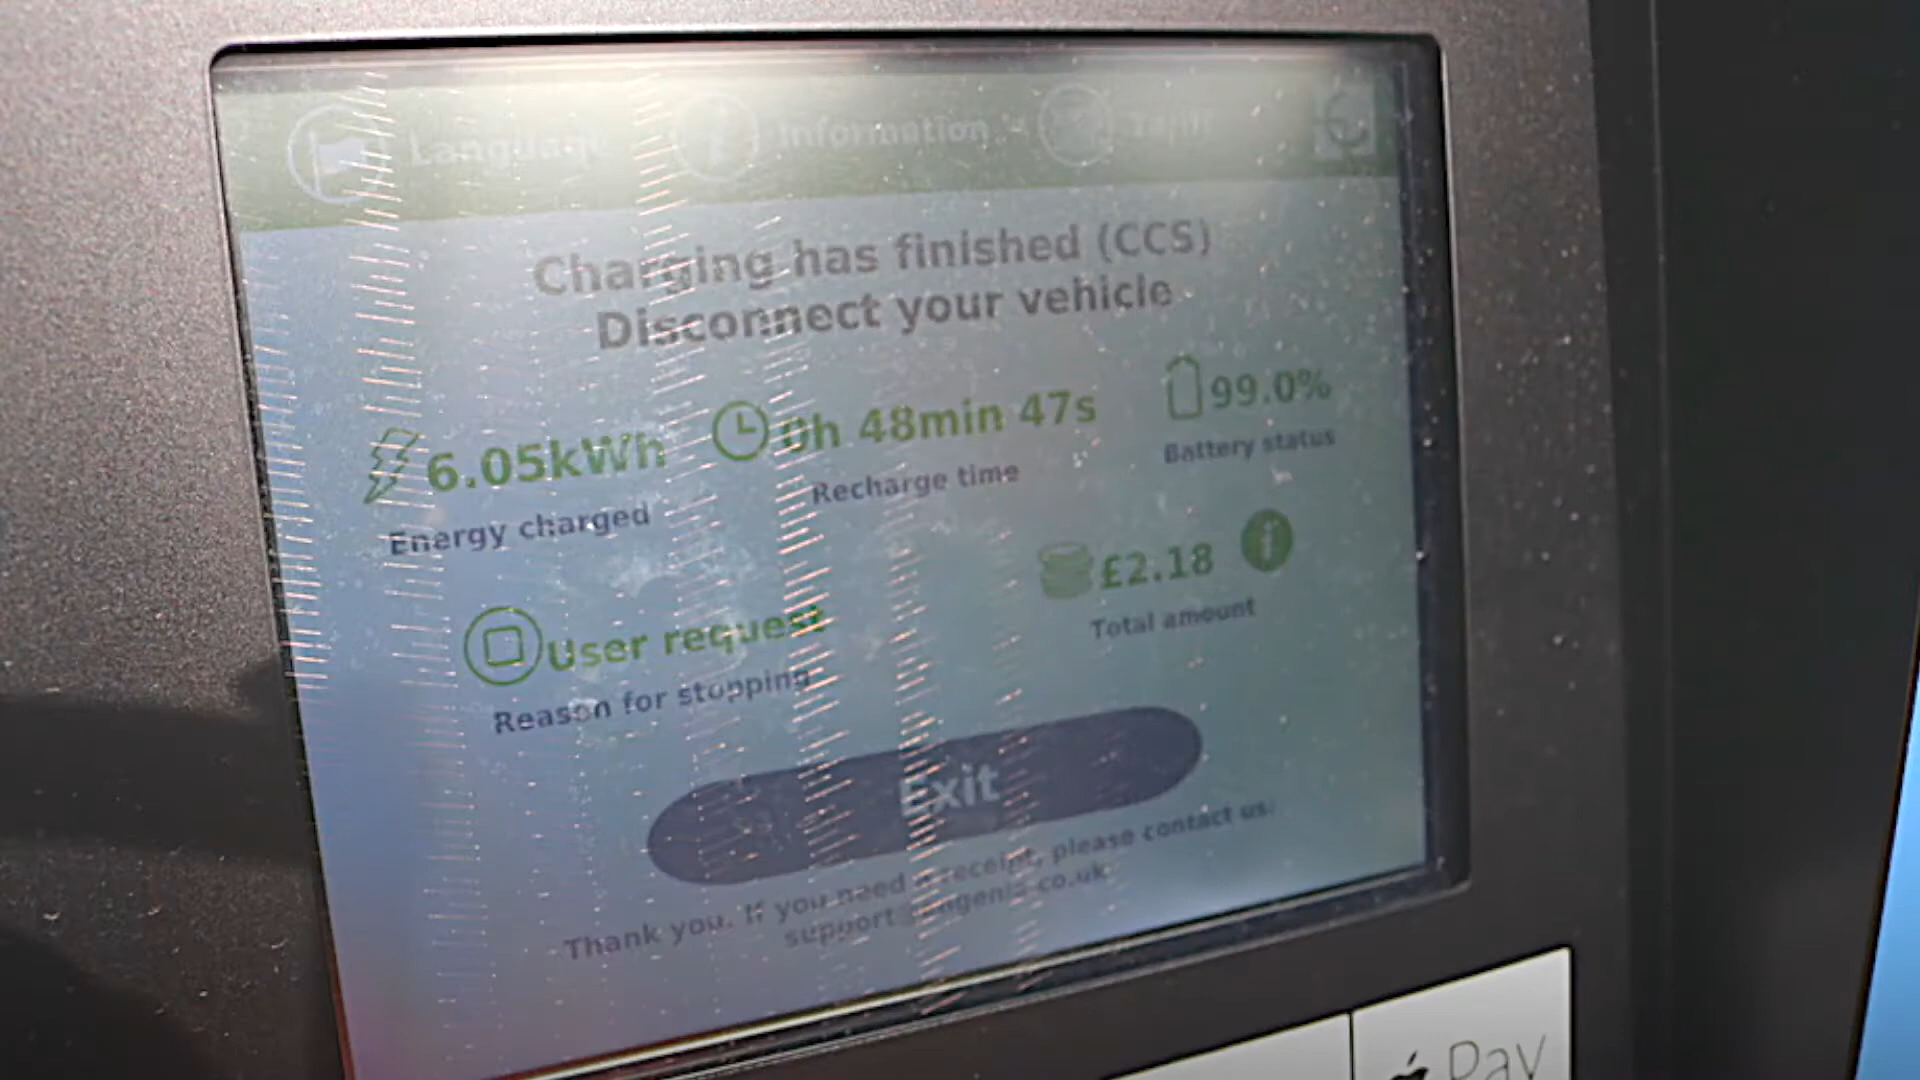 Language
Information
Tariff
Charging has finished (CCS)
Disconnect your vehicle
6.05kWh
Energy charged
0h 48min 47s
Recharge time
99.0%
Battery status
User request
Reason for stopping
£2.18
Total amount
Exit
Thank you. If you need a receipt, please contact us:
support
Pay